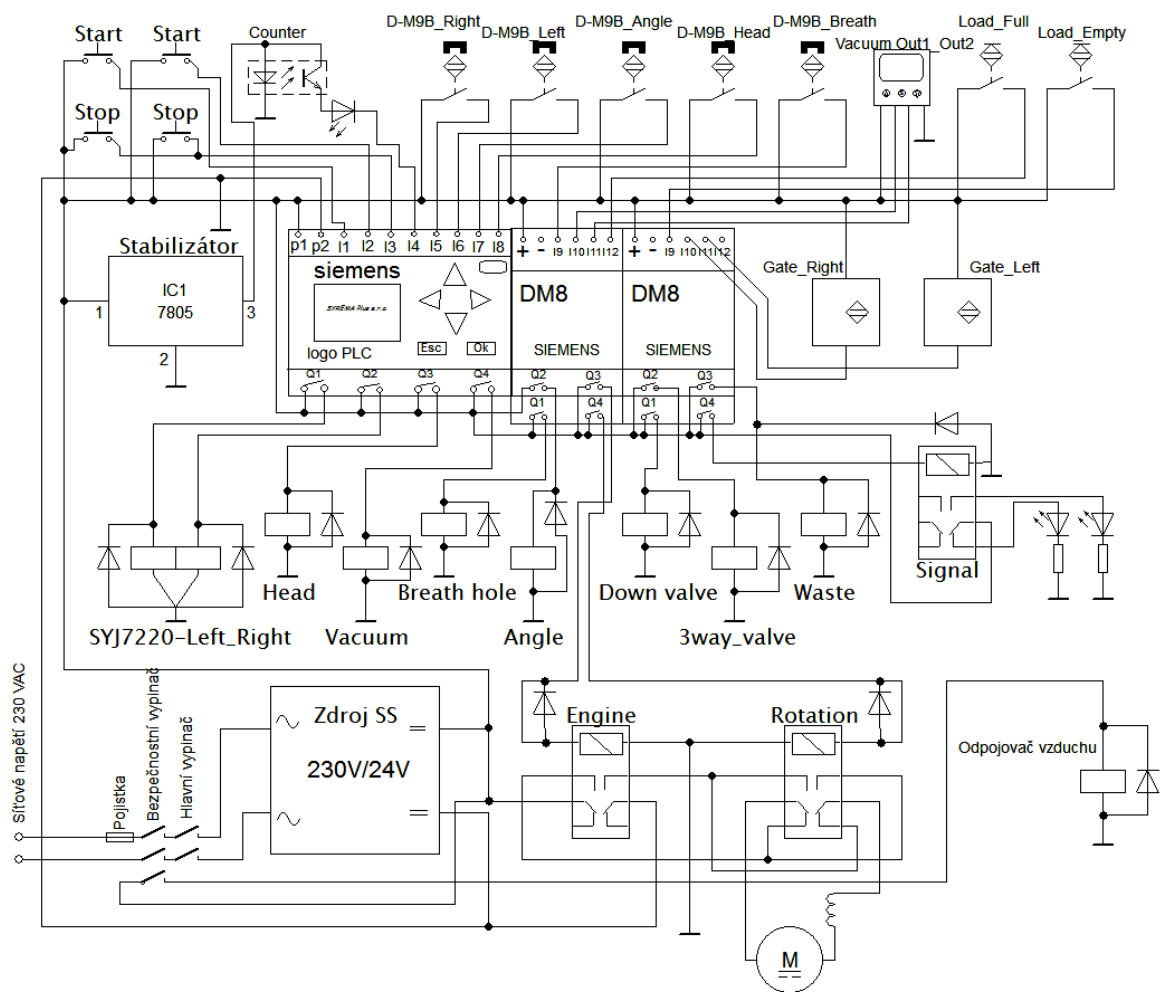 D-M9B_Right
D-M9B_Left
D-M9B_Angle
D-M9B_Head
D-M9B_Breath
Load_Full
Load_Empty
Start
Start
Counter
Vacuum Out1_Out2
Stop
Stop
Stabilizátor
IC1
7805
1
2
3
p1
p2
I1
I2
I3
I4
I5
I6
I7
I8
+
-
I9
I10
I11
I12
+
-
I9
I10
I11
I12
siemens
SYRÉMA Plus s.r.o.
Esc
Ok
logo PLC
DM8
DM8
SIEMENS
SIEMENS
Gate_Right
Gate_Left
Q1
Q2
Q3
Q4
Q2
Q3
Q1
Q4
Q2
Q3
Q1
Q4
Signal
Head
Breath hole
Down valve
Waste
SYJ7220-Left_Right
Vacuum
Angle
3way_valve
Síťové napětí 230 VAC
Pojistka
Bezpečnostní vypínač
Hlavní vypínač
Zdroj SS
230V/24V
Engine
Rotation
Odpojovač vzduchu
M